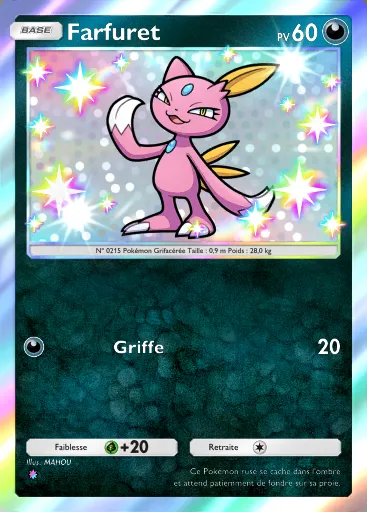 BASE Farfuret PV 60
N° 0215 Pokémon Grifacérée Taille : 0,9 m Poids : 28,0 kg
Griffe 20
Faiblesse +20 Retraite
Illus. MAHOU
Ce Pokémon rusé se cache dans l'ombre
et attend patiemment de fondre sur sa proie.